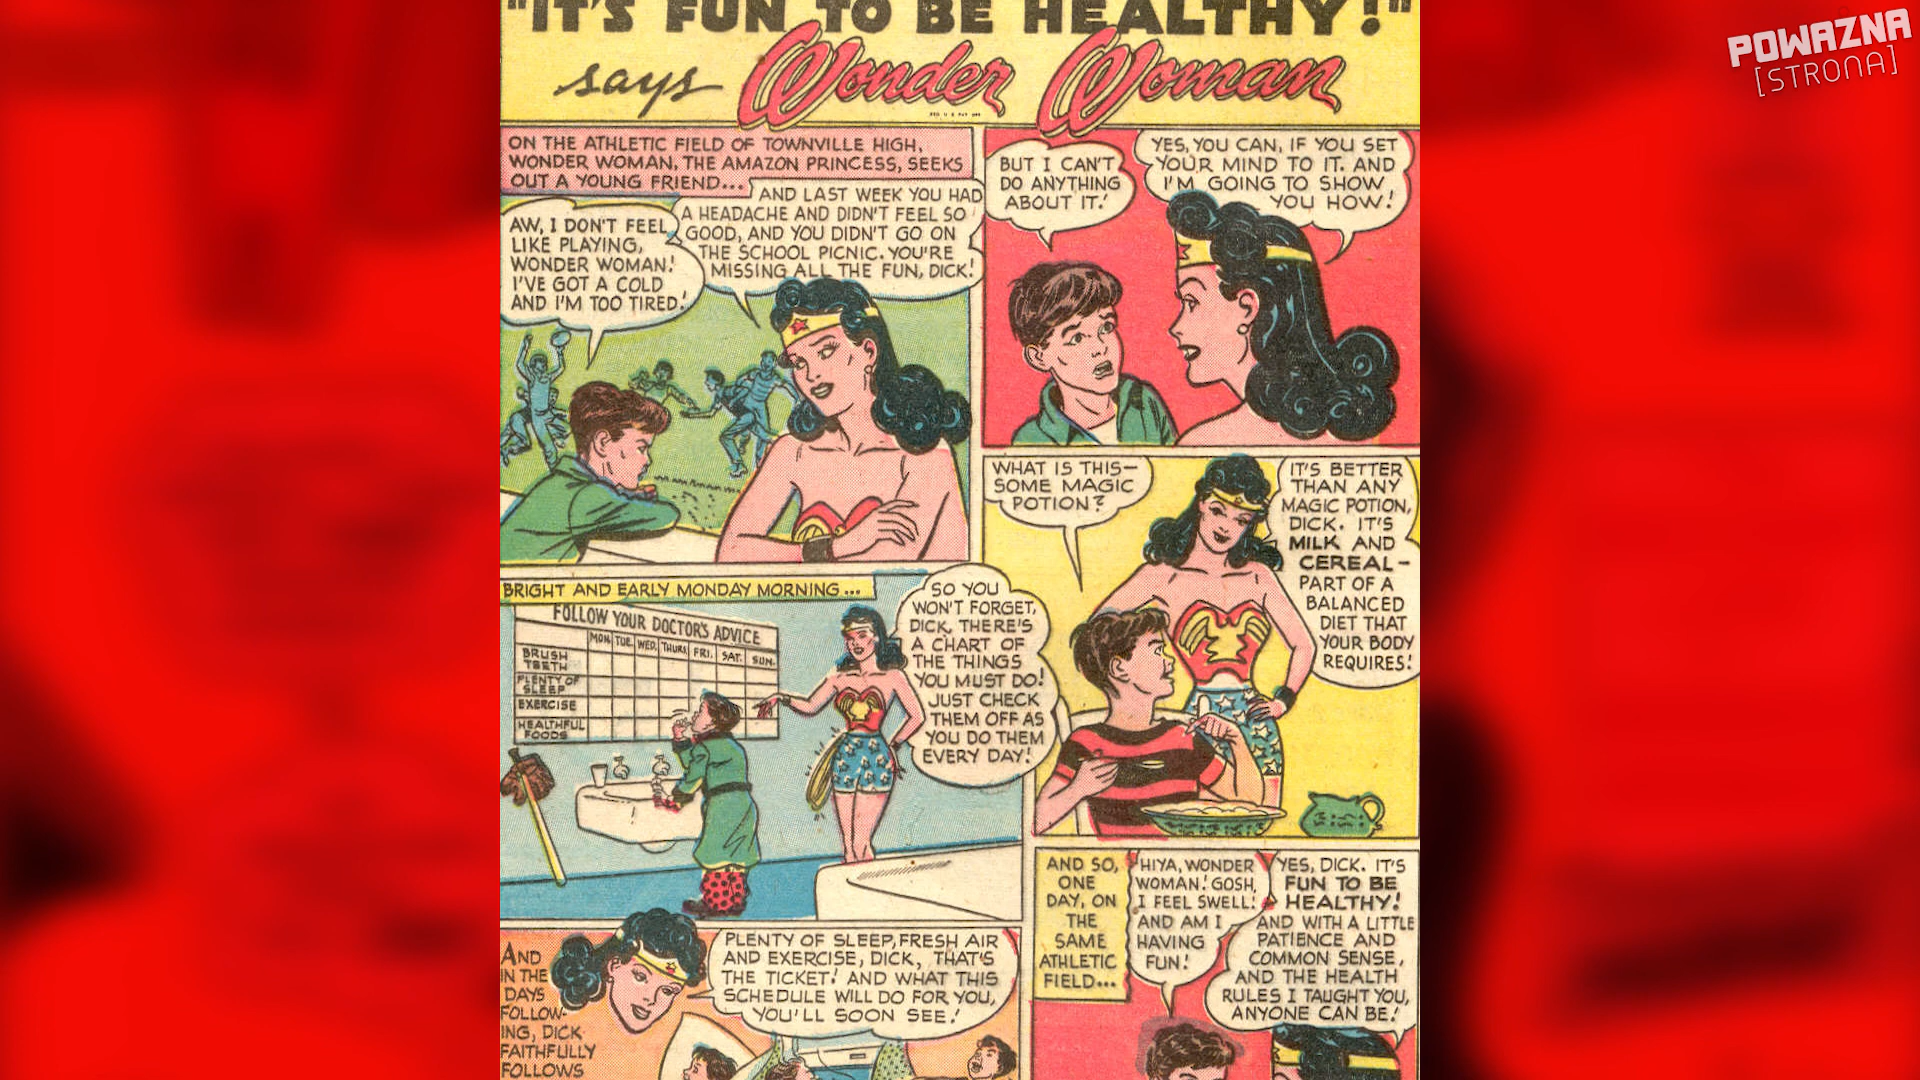 "IT'S FUN TO BE HEALTHY!"
says Wonder Woman
ON THE ATHLETIC FIELD OF TOWNVILLE HIGH,
WONDER WOMAN, THE AMAZON PRINCESS, SEEKS
OUT A YOUNG FRIEND...
AW, I DON'T FEEL
LIKE PLAYING,
WONDER WOMAN!
I'VE GOT A COLD
AND I'M TOO TIRED!
AND LAST WEEK YOU HAD
A HEADACHE AND DIDN'T FEEL SO
GOOD, AND YOU DIDN'T GO ON
THE SCHOOL PICNIC. YOU'RE
MISSING ALL THE FUN, DICK!
BUT I CAN'T
DO ANYTHING
ABOUT IT!
YES, YOU CAN, IF YOU SET
YOUR MIND TO IT. AND
I'M GOING TO SHOW
YOU HOW!
BRIGHT AND EARLY MONDAY MORNING...
FOLLOW YOUR DOCTOR'S ADVICE
MON. TUE. WED. THURS. FRI. SAT. SUN.
BRUSH
TEETH
PLENTY OF
SLEEP
EXERCISE
HEALTHFUL
FOODS
SO YOU
WON'T FORGET,
DICK, THERE'S
A CHART OF
THE THINGS
YOU MUST DO!
JUST CHECK
THEM OFF AS
YOU DO THEM
EVERY DAY!
WHAT IS THIS—
SOME MAGIC
POTION?
IT'S BETTER
THAN ANY
MAGIC POTION,
DICK. IT'S
MILK AND
CEREAL—
PART OF A
BALANCED
DIET THAT
YOUR BODY
REQUIRES!
AND
IN THE
DAYS
FOLLOW-
ING, DICK
FAITHFULLY
FOLLOWS
PLENTY OF SLEEP, FRESH AIR
AND EXERCISE, DICK, THAT'S
THE TICKET! AND WHAT THIS
SCHEDULE WILL DO FOR YOU,
YOU'LL SOON SEE!
AND SO,
ONE
DAY, ON
THE
SAME
ATHLETIC
FIELD...
HIYA, WONDER
WOMAN! GOSH,
I FEEL SWELL!
AND AM I
HAVING
FUN!
YES, DICK. IT'S
FUN TO BE
HEALTHY!
AND WITH A LITTLE
PATIENCE AND
COMMON SENSE,
AND THE HEALTH
RULES I TAUGHT YOU,
ANYONE CAN BE!
POWAŻNA
[STRONA]